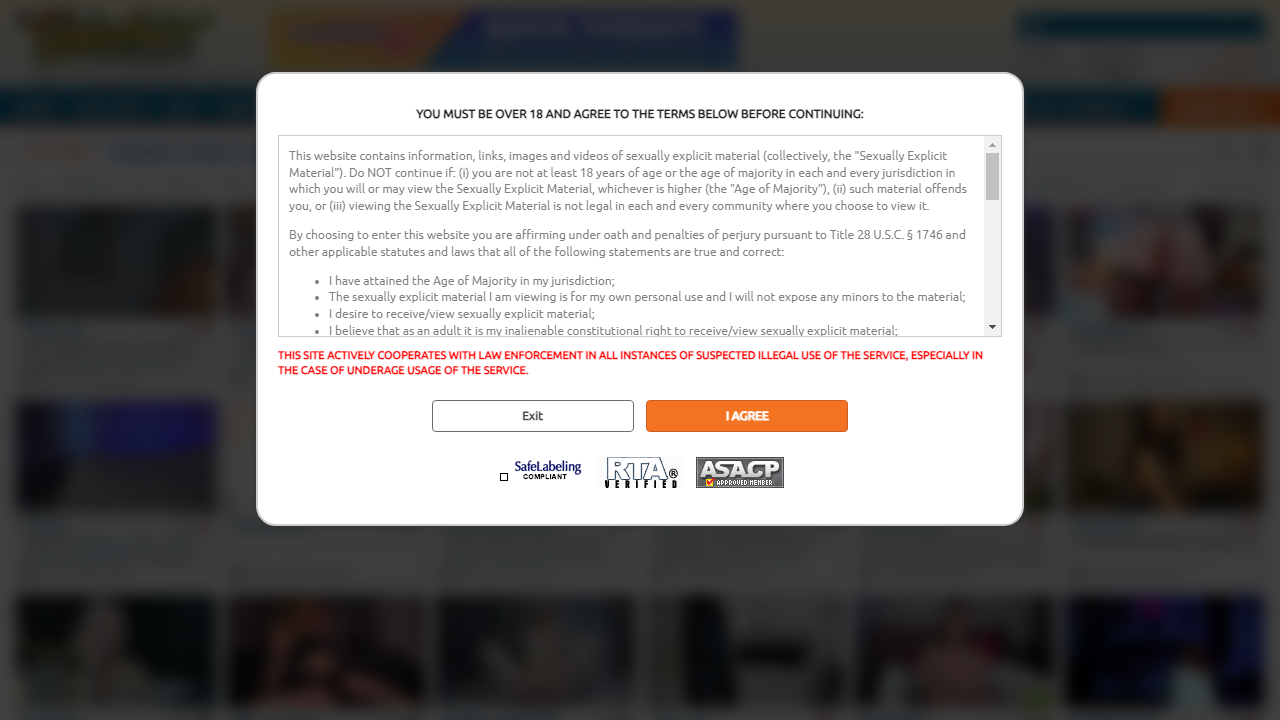 YOU MUST BE OVER 18 AND AGREE TO THE TERMS BELOW BEFORE CONTINUING:
This website contains information, links, images and videos of sexually explicit material (collectively, the "Sexually Explicit
Material"). Do NOT continue if: (i) you are not at least 18 years of age or the age of majority in each and every jurisdiction in
which you will or may view the Sexually Explicit Material, whichever is higher (the "Age of Majority"), (ii) such material offends
you, or (iii) viewing the Sexually Explicit Material is not legal in each and every community where you choose to view it.
By choosing to enter this website you are affirming under oath and penalties of perjury pursuant to Title 28 U.S.C. § 1746 and
other applicable statutes and laws that all of the following statements are true and correct:
• I have attained the Age of Majority in my jurisdiction;
• The sexually explicit material I am viewing is for my own personal use and I will not expose any minors to the material;
• I desire to receive/view sexually explicit material;
• I believe that as an adult it is my inalienable constitutional right to receive/view sexually explicit material;
THIS SITE ACTIVELY COOPERATES WITH LAW ENFORCEMENT IN ALL INSTANCES OF SUSPECTED ILLEGAL USE OF THE SERVICE, ESPECIALLY IN
THE CASE OF UNDERAGE USAGE OF THE SERVICE.
Exit
I AGREE
SafeLabeling
COMPLIANT
RTA®
VERIFIED
ASACP
APPROVED MEMBER